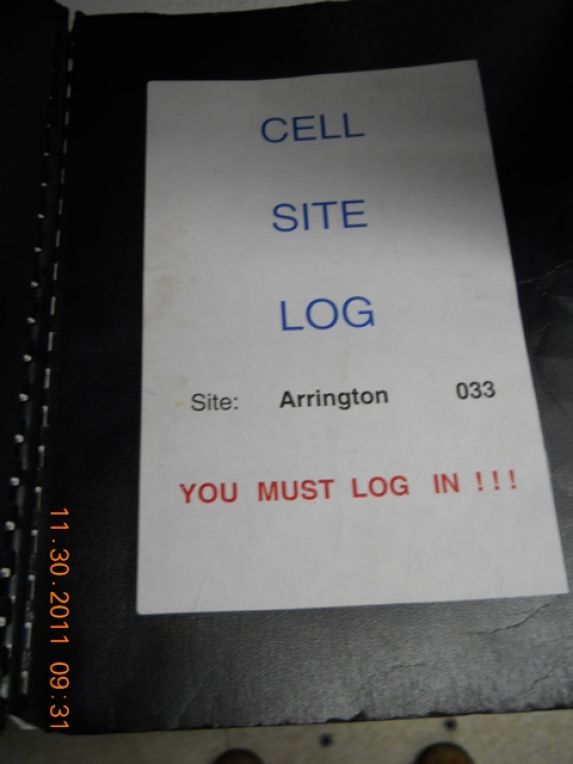 CELL
SITE
LOG
Site: Arrington 033
YOU MUST LOG IN ! ! !
11.30.2011 09:31